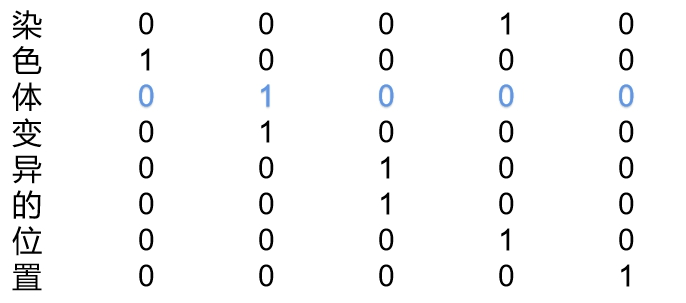 染 0 0 0 1 0
色 1 0 0 0 0
体 0 1 0 0 0
变 0 1 0 0 0
异 0 0 1 0 0
的 0 0 1 0 0
位 0 0 0 1 0
置 0 0 0 0 1